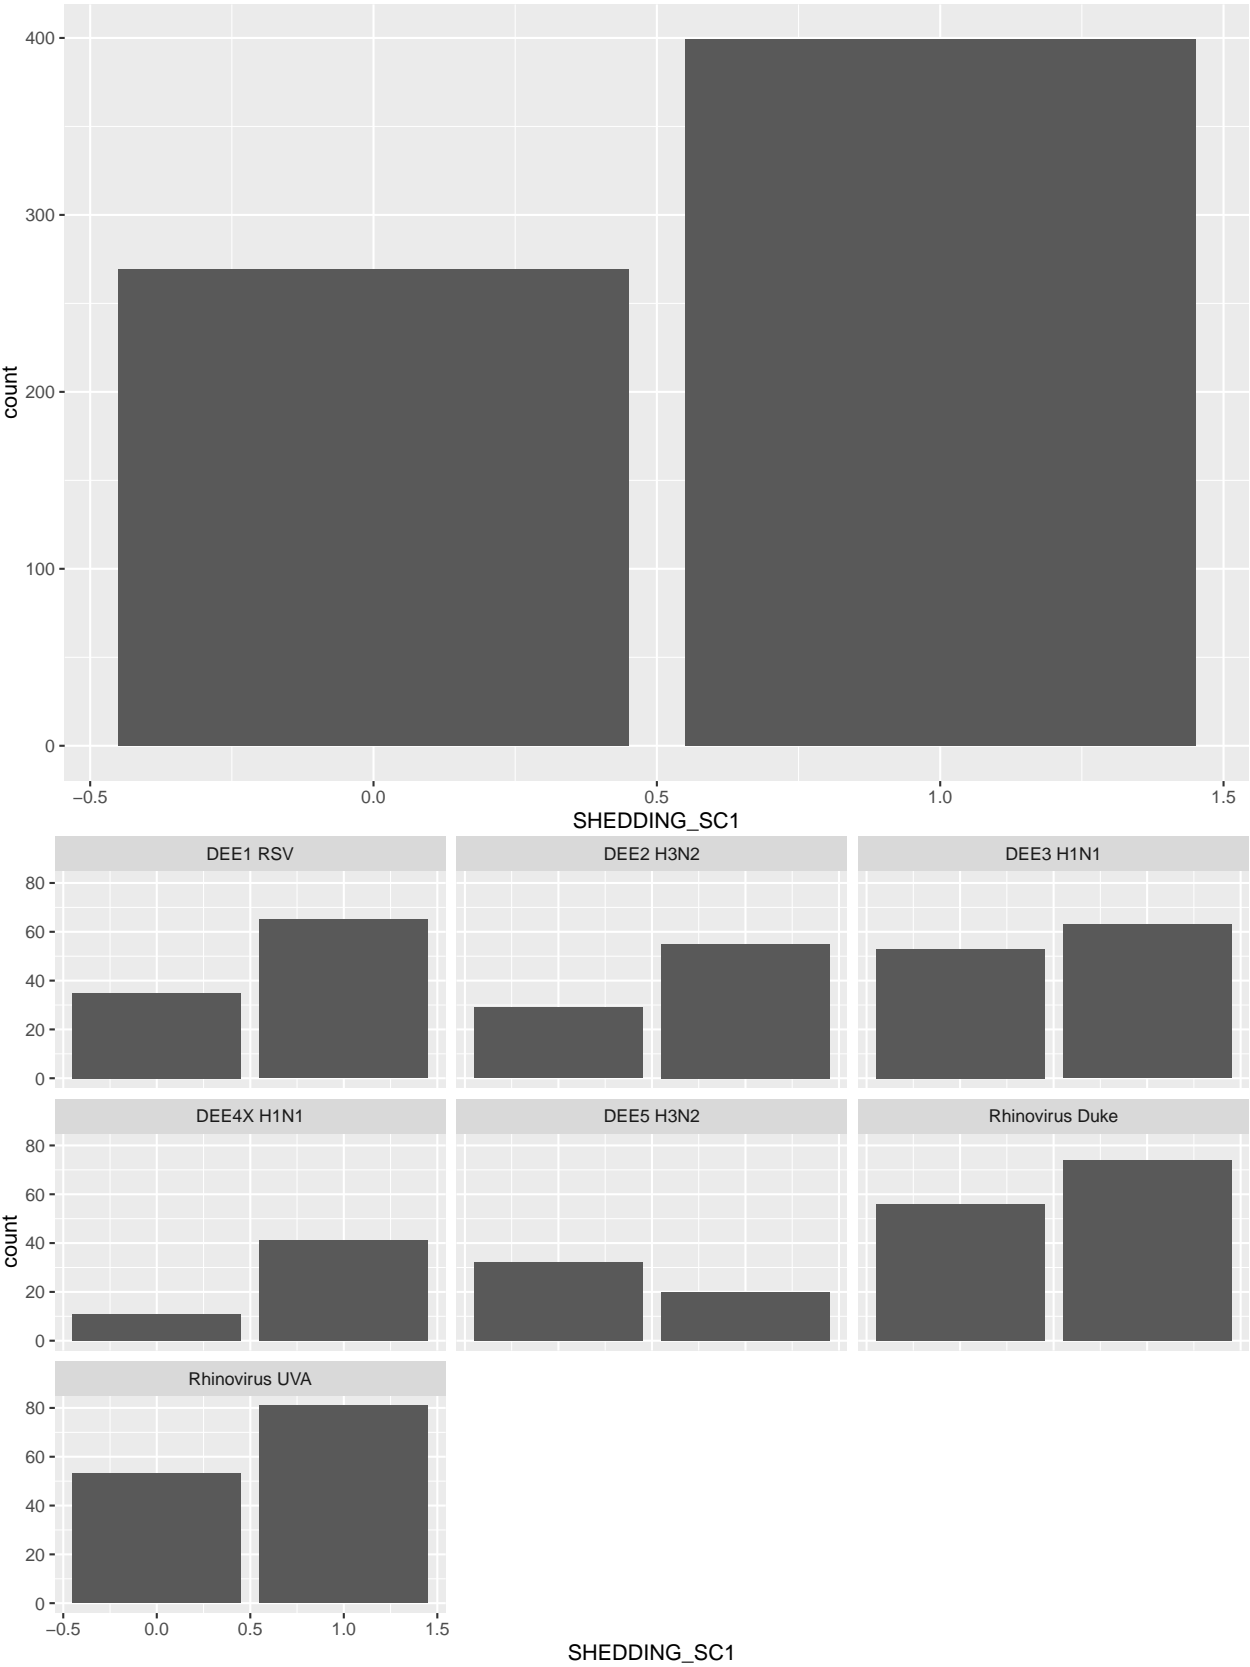 400
300
200
100
0
count
−0.5 0.0 0.5 1.0 1.5
SHEDDING_SC1
DEE1 RSV DEE2 H3N2 DEE3 H1N1
80
60
40
20
0
DEE4X H1N1 DEE5 H3N2 Rhinovirus Duke
80
60
40
20
0
count
Rhinovirus UVA
80
60
40
20
0
−0.5 0.0 0.5 1.0 1.5
SHEDDING_SC1